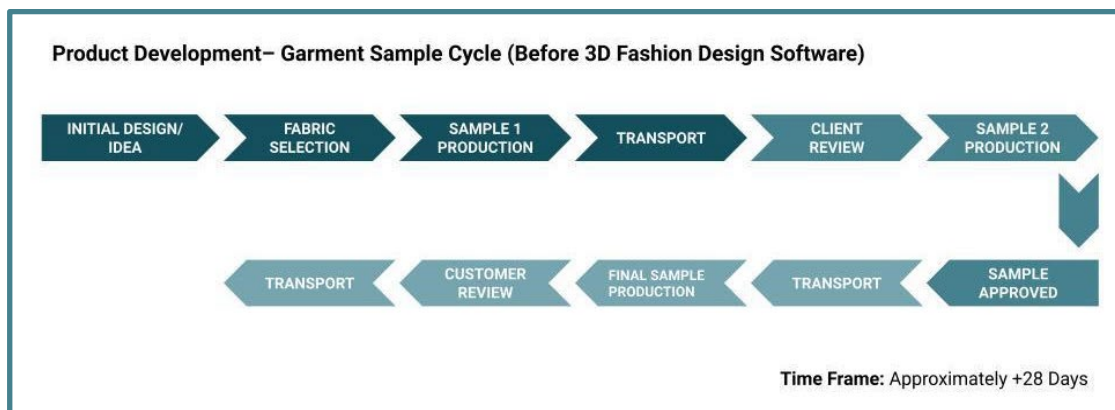 Product Development– Garment Sample Cycle (Before 3D Fashion Design Software)
INITIAL DESIGN/
IDEA
FABRIC
SELECTION
SAMPLE 1
PRODUCTION
TRANSPORT
CLIENT
REVIEW
SAMPLE 2
PRODUCTION
SAMPLE
APPROVED
TRANSPORT
FINAL SAMPLE
PRODUCTION
CUSTOMER
REVIEW
TRANSPORT
Time Frame: Approximately +28 Days